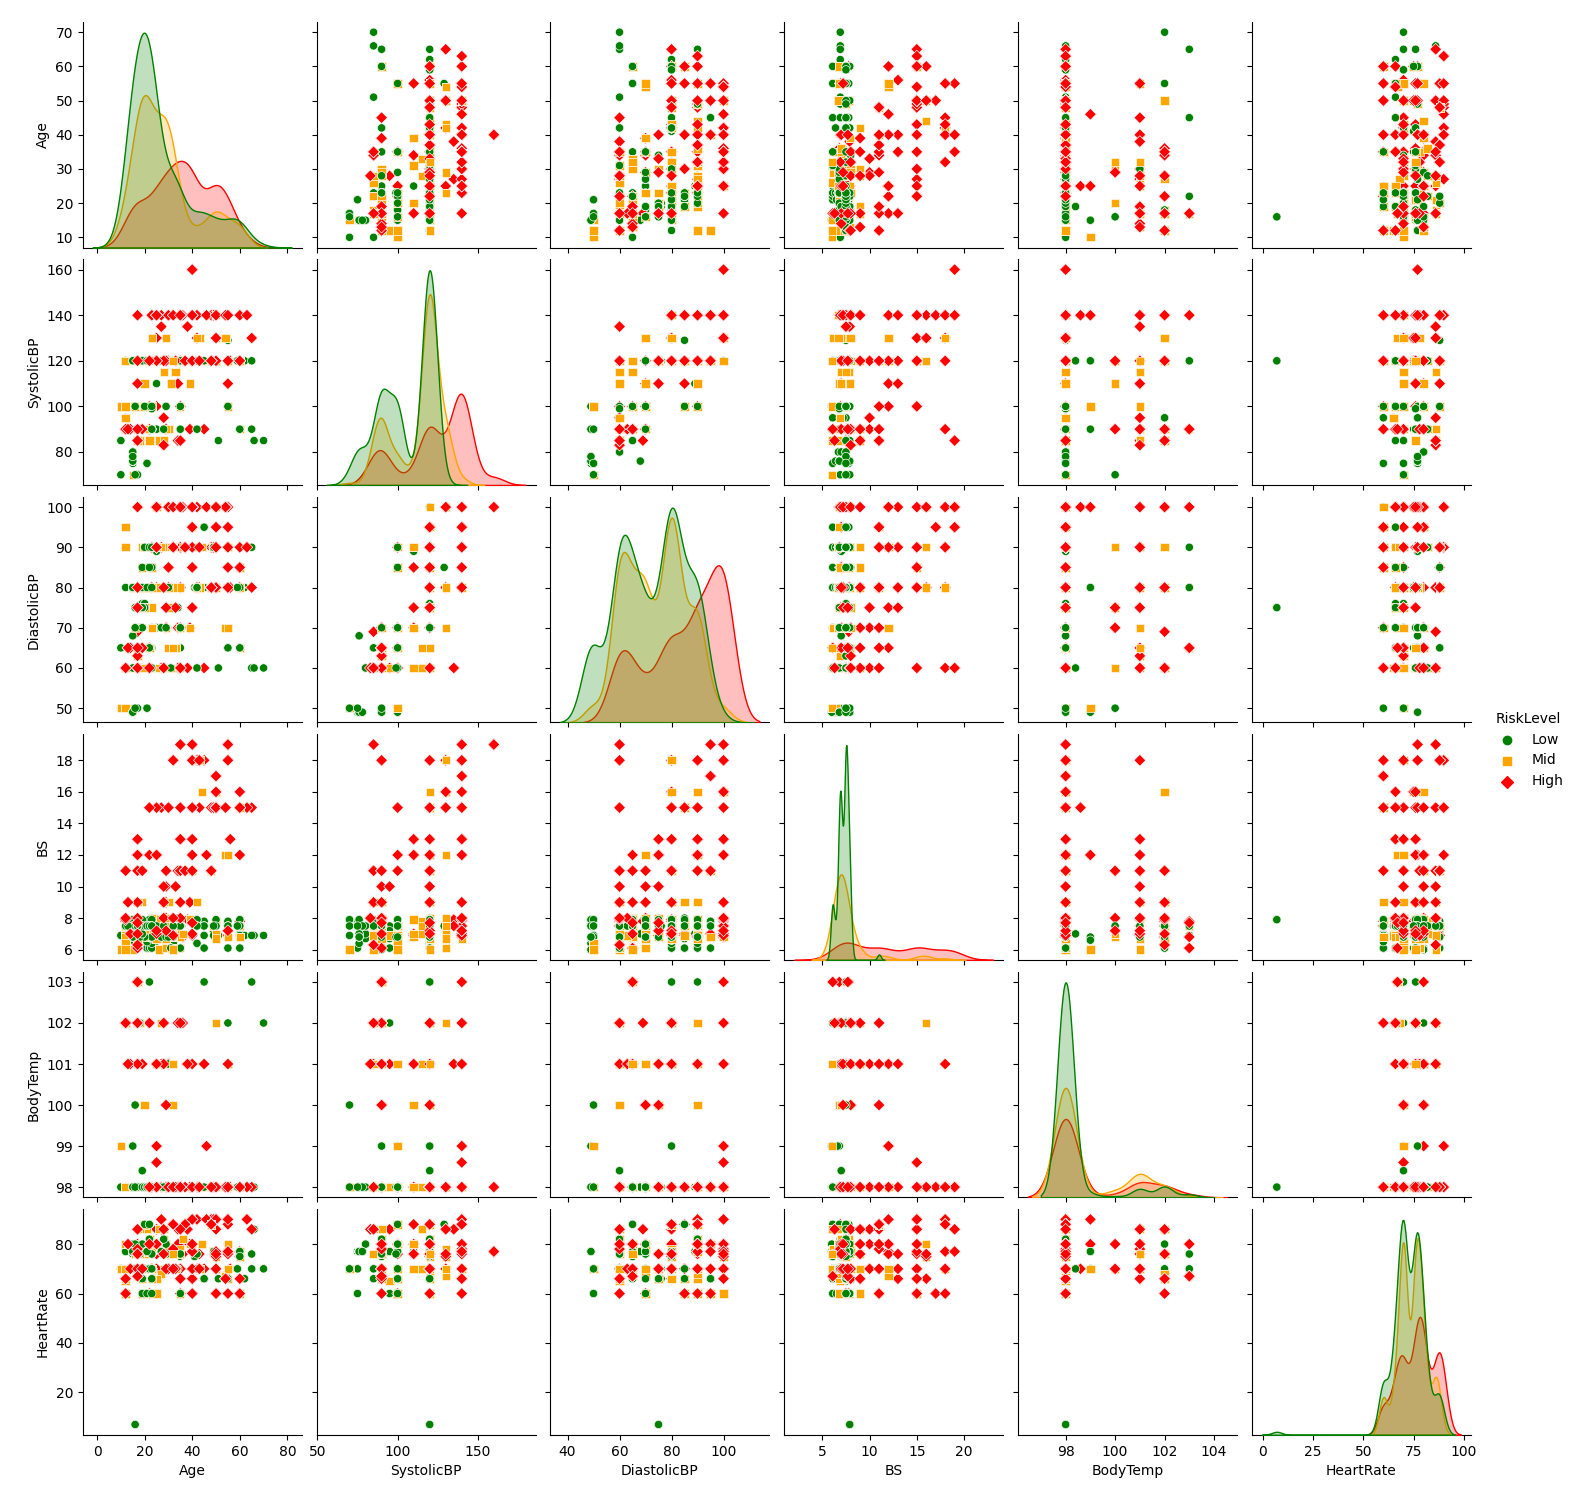 70
60
50
40
30
20
10
Age
160
140
120
100
80
SystolicBP
100
90
80
70
60
50
DiastolicBP
RiskLevel
Low
Mid
High
18
16
14
12
10
8
6
BS
103
102
101
100
99
98
BodyTemp
80
60
40
20
HeartRate
0 20 40 60 80
50 100 150
40 60 80 100
5 10 15 20
98 100 102 104
0 25 50 75 100
Age SystolicBP DiastolicBP BS BodyTemp HeartRate